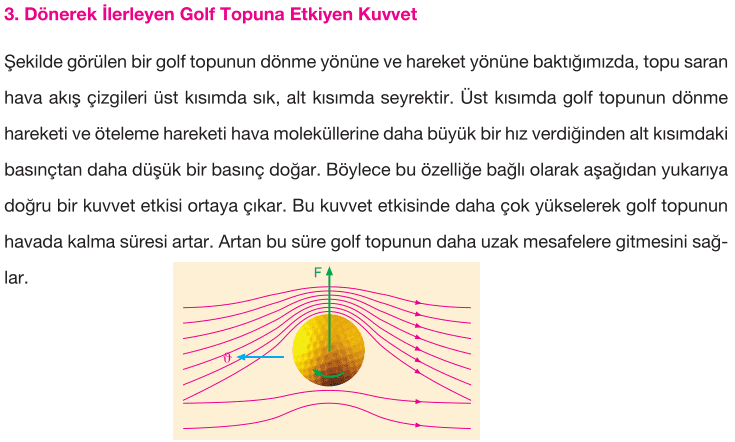 3. Dönerek İlerleyen Golf Topuna Etkiyen Kuvvet
Şekilde görülen bir golf topunun dönme yönüne ve hareket yönüne baktığımızda, topu saran
hava akış çizgileri üst kısımda sık, alt kısımda seyrektir. Üst kısımda golf topunun dönme
hareketi ve öteleme hareketi hava moleküllerine daha büyük bir hız verdiğinden alt kısımdaki
basınçtan daha düşük bir basınç doğar. Böylece bu özelliğe bağlı olarak aşağıdan yukarıya
doğru bir kuvvet etkisi ortaya çıkar. Bu kuvvet etkisinde daha çok yükselerek golf topunun
havada kalma süresi artar. Artan bu süre golf topunun daha uzak mesafelere gitmesini sağ-
lar.
F
ϑ